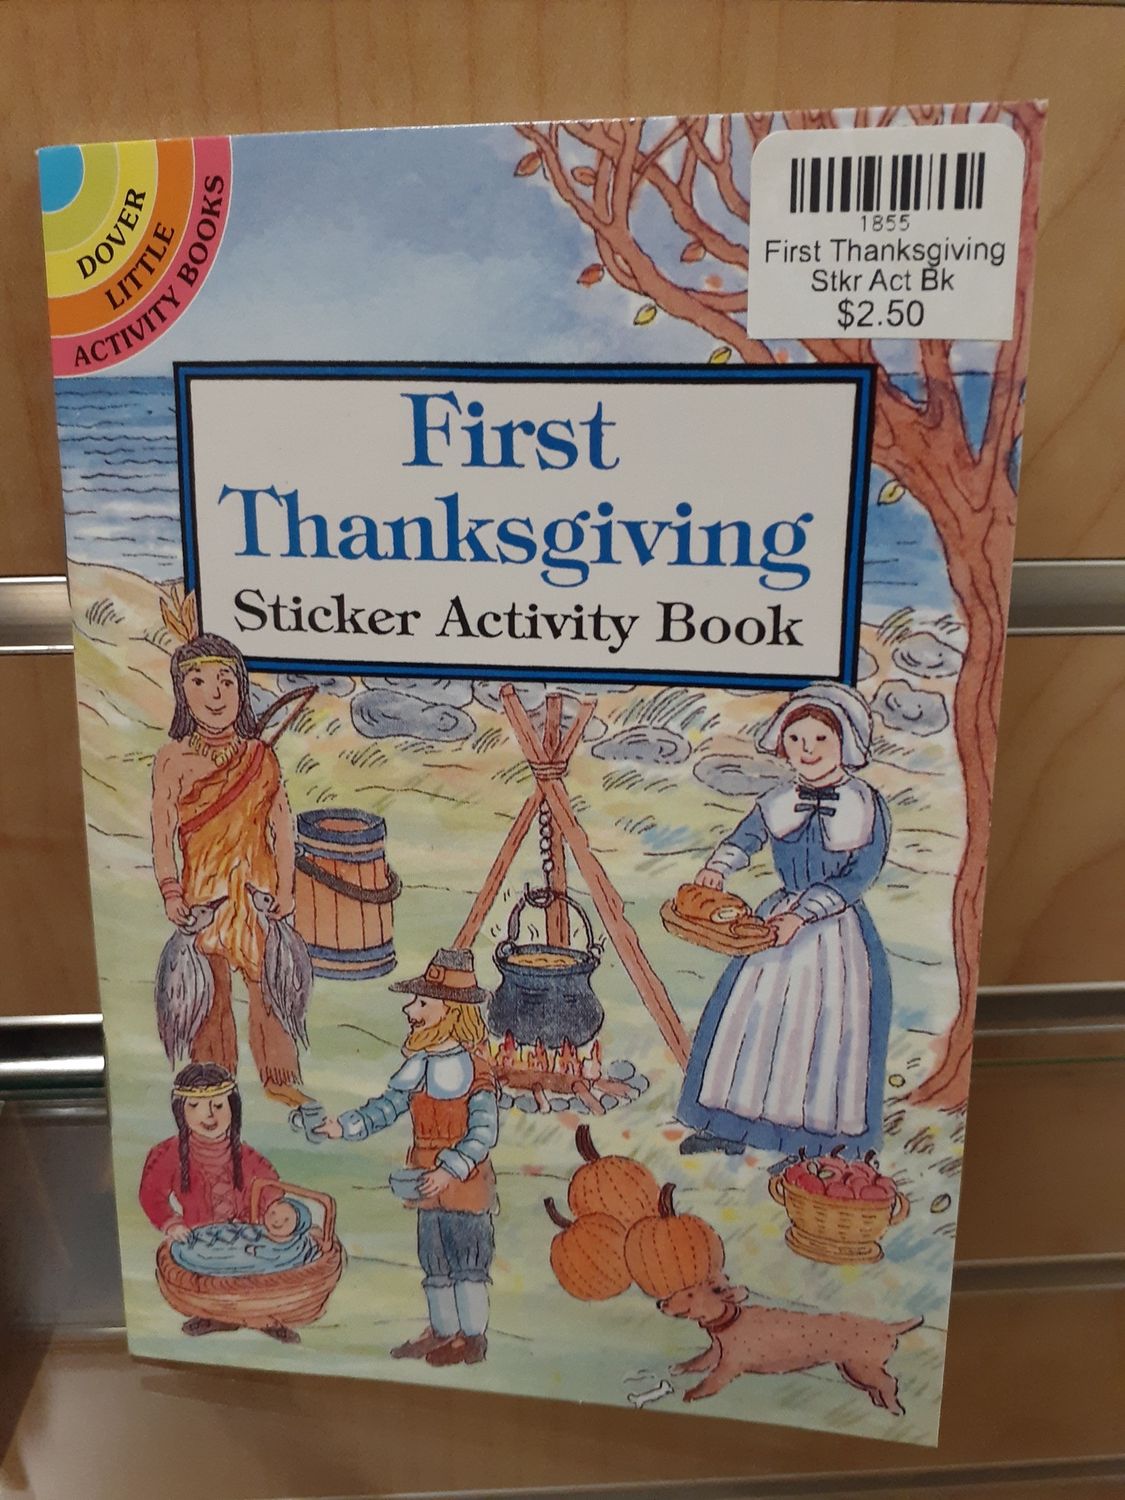 DOVER
LITTLE
ACTIVITY BOOKS
1855
First Thanksgiving
Stkr Act Bk
$2.50
First
Thanksgiving
Sticker Activity Book